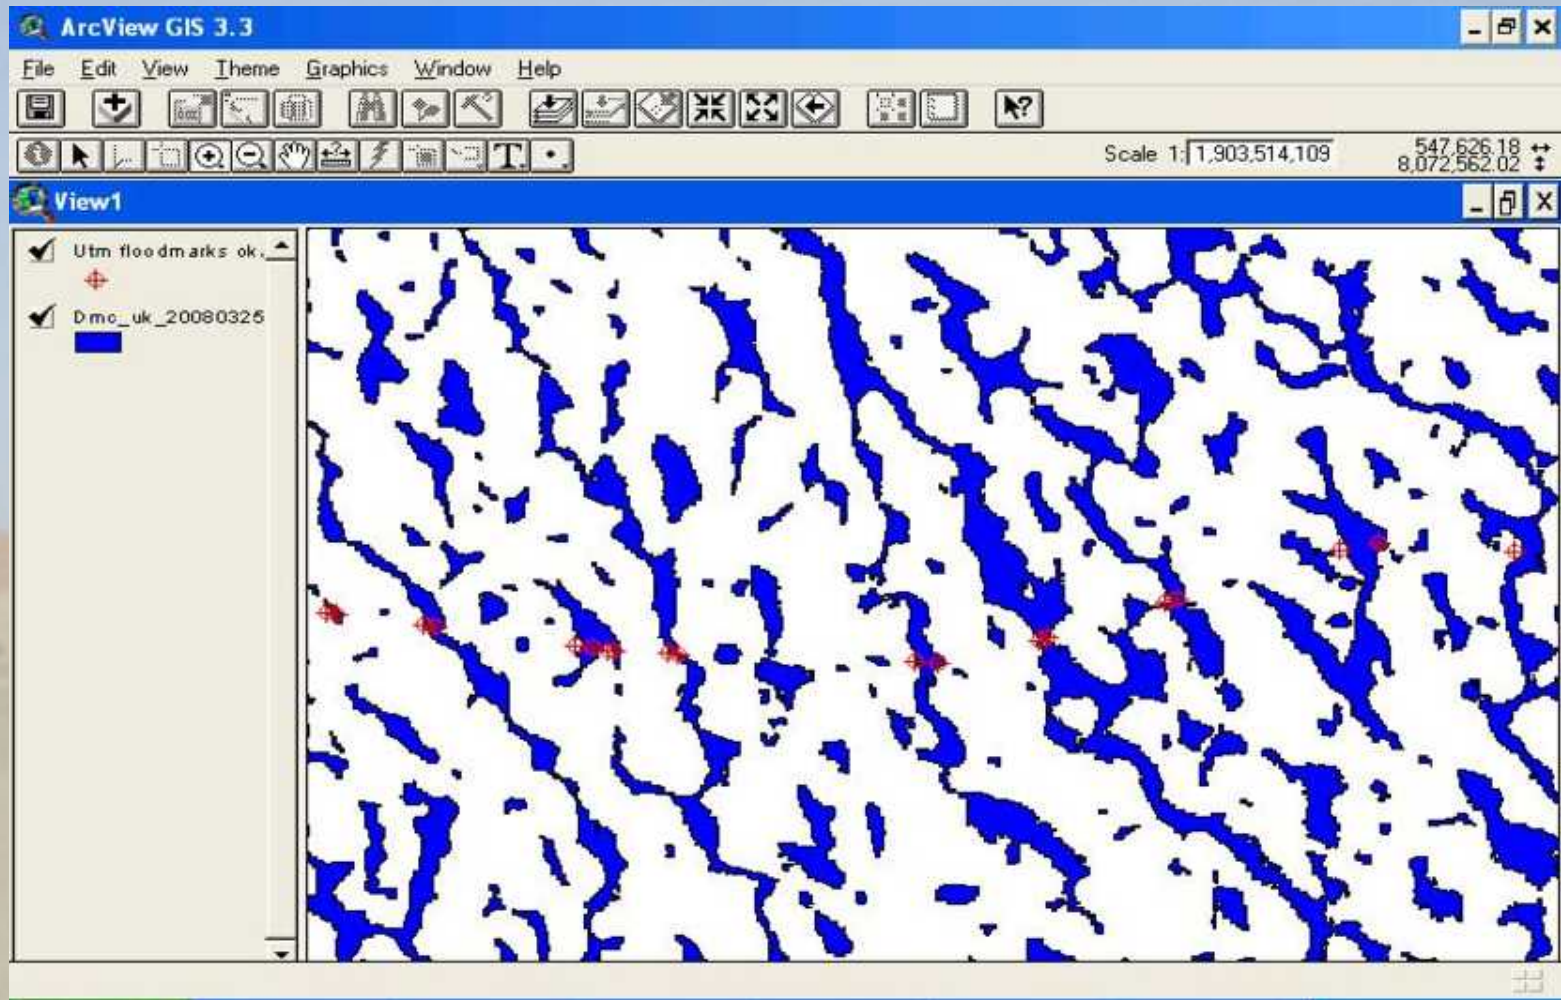 ArcView GIS 3.3
File Edit View Theme Graphics Window Help
T
Scale 1: 1,903,514,109
547,626.18
8,072,562.02
View1
Utm floodmarks ok.
Dmc_uk_20080325